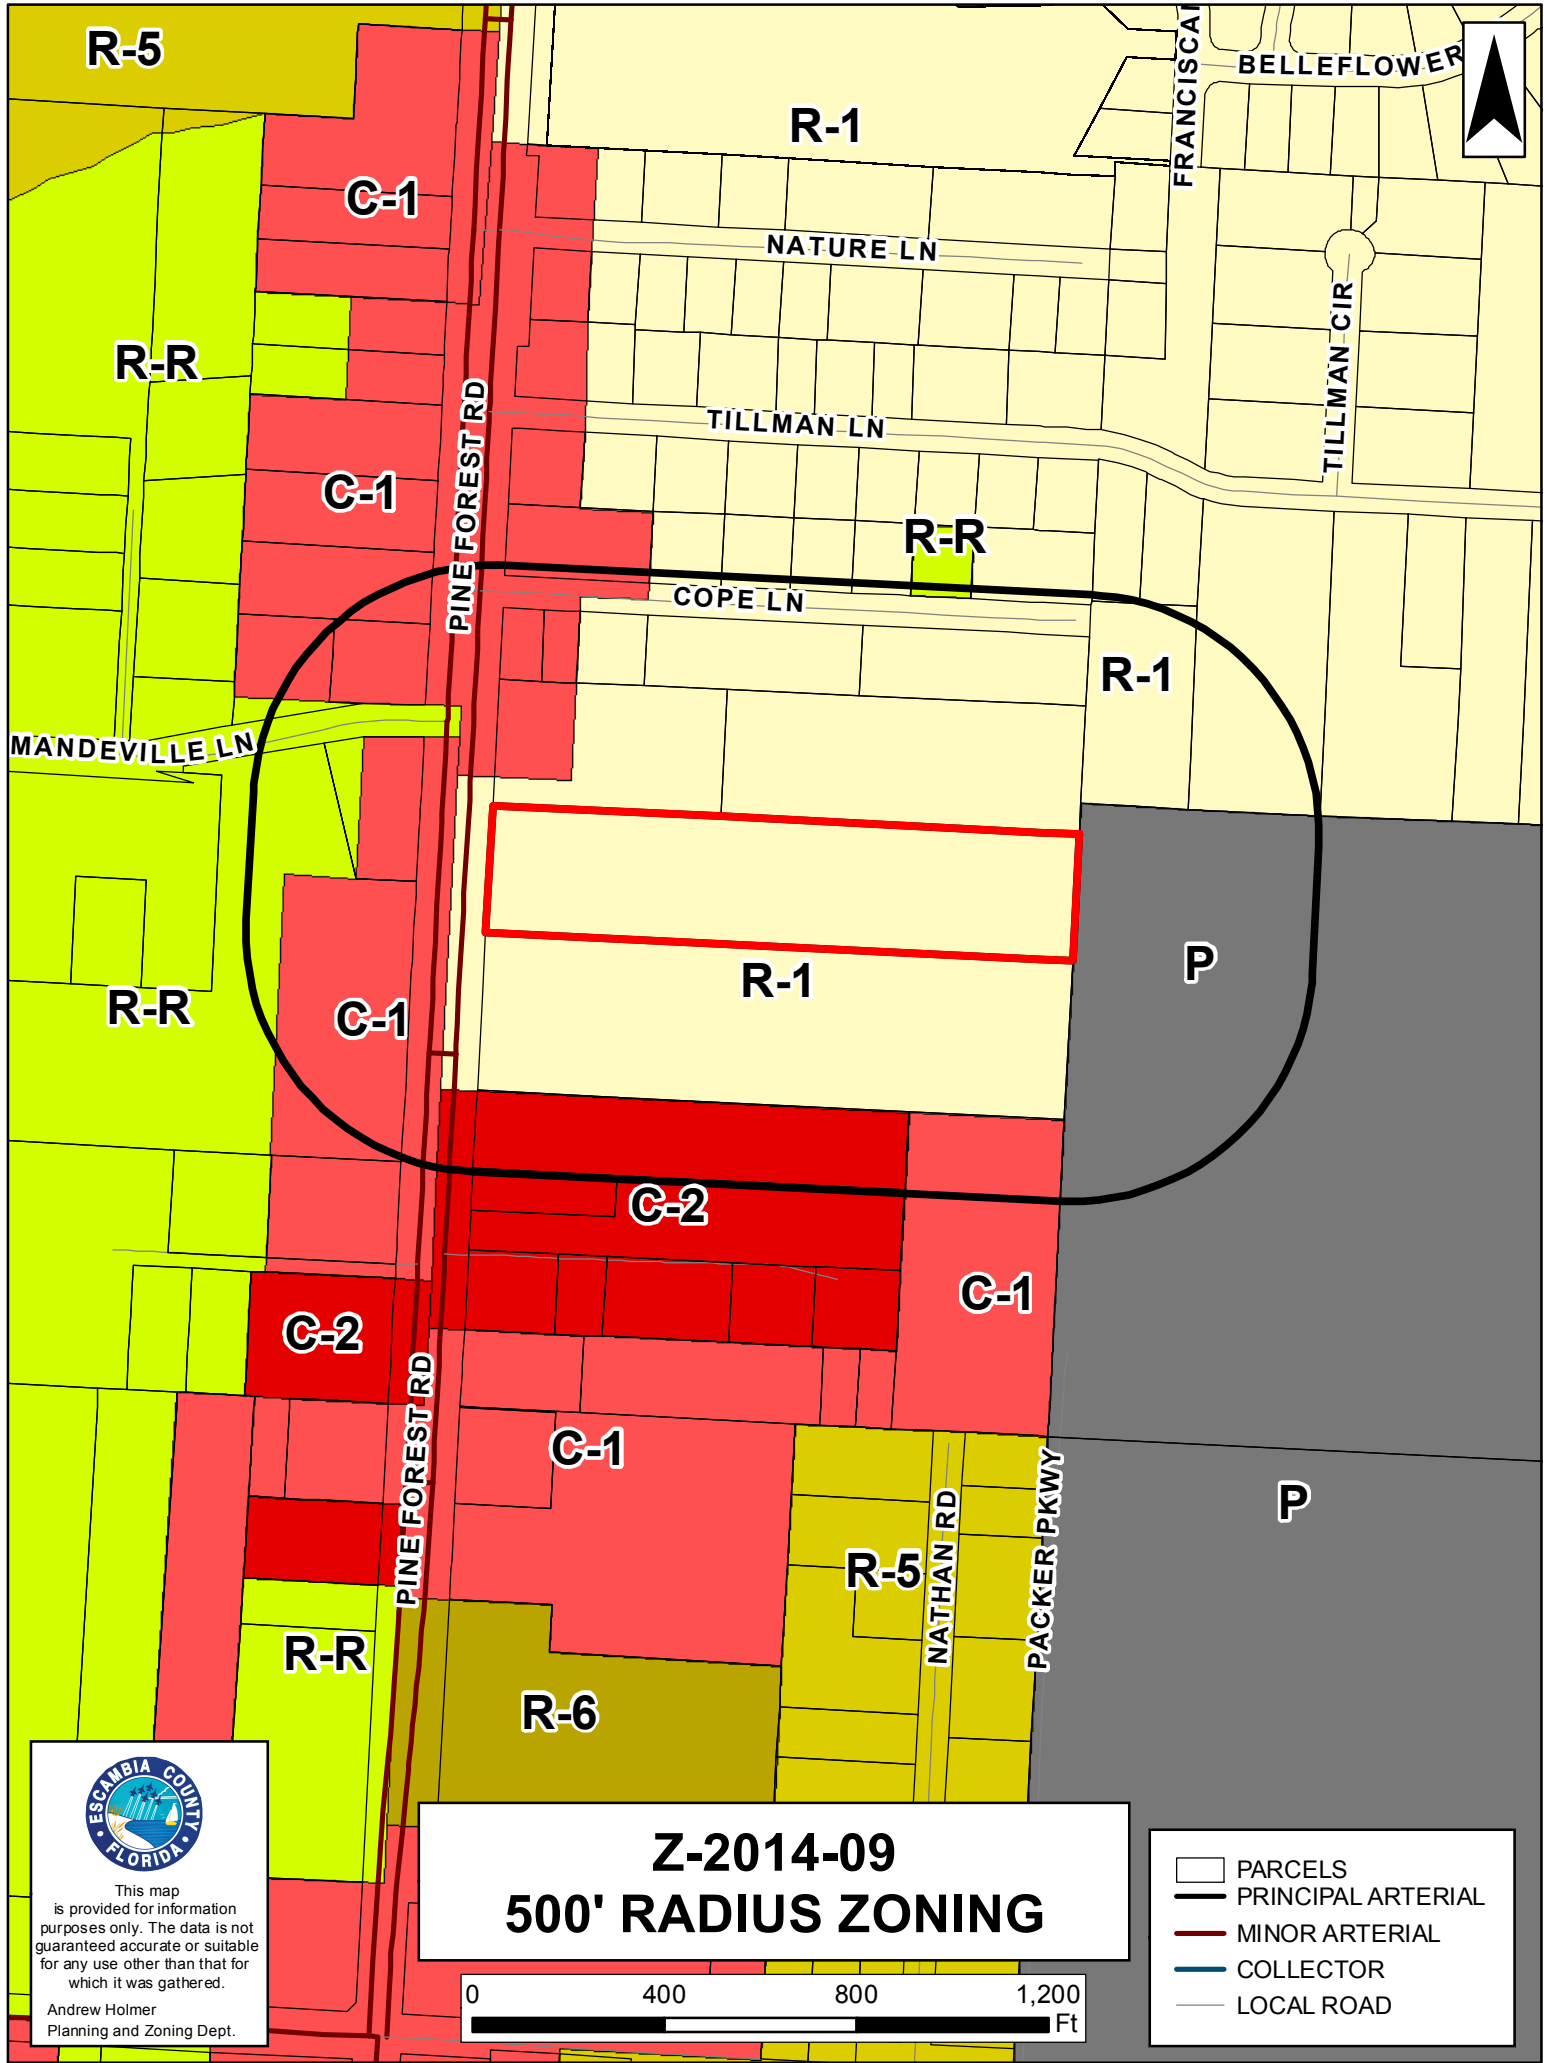 R-5
FRANCISCAN
BELLEFLOWER
R-1
C-1
NATURE LN
TILLMAN CIR
R-R
PINE FOREST RD
TILLMAN LN
C-1
R-R
COPE LN
R-1
MANDEVILLE LN
P
R-1
R-R
C-1
C-2
C-1
C-2
PINE FOREST RD
C-1
PACKER PKWY
P
NATHAN RD
R-5
R-R
R-6
ESCAMBIA COUNTY
FLORIDA
This map
is provided for information
purposes only. The data is not
guaranteed accurate or suitable
for any use other than that for
which it was gathered.
Andrew Holmer
Planning and Zoning Dept.
Z-2014-09
500' RADIUS ZONING
0 400 800 1,200
Ft
PARCELS
PRINCIPAL ARTERIAL
MINOR ARTERIAL
COLLECTOR
LOCAL ROAD